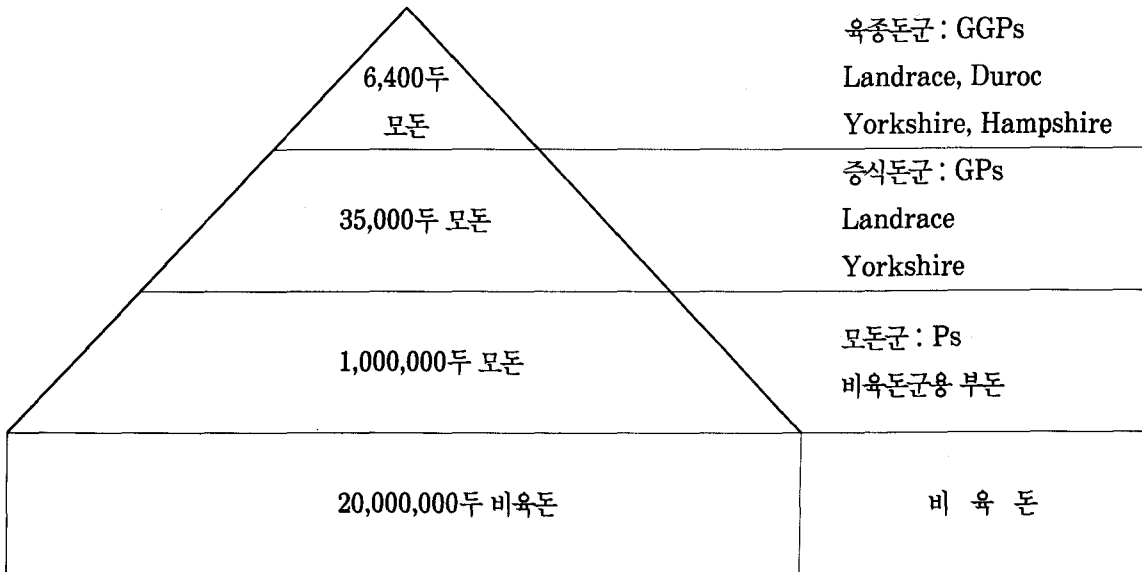 6,400두
모돈
육종돈군 : GGPs
Landrace, Duroc
Yorkshire, Hampshire
35,000두 모돈
증식돈군 : GPs
Landrace
Yorkshire
1,000,000두 모돈
모돈군 : Ps
비육돈군용 부돈
20,000,000두 비육돈
비 육 돈